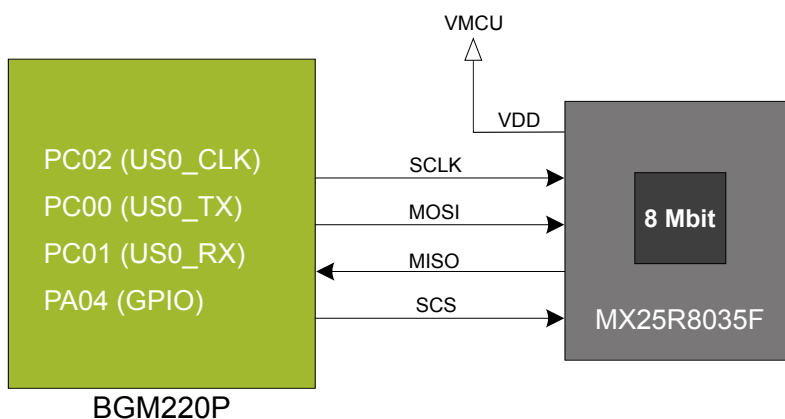 VMCU
VDD
PC02 (US0_CLK)
PC00 (US0_TX)
PC01 (US0_RX)
PA04 (GPIO)
SCLK
MOSI
MISO
SCS
8 Mbit
MX25R8035F
BGM220P